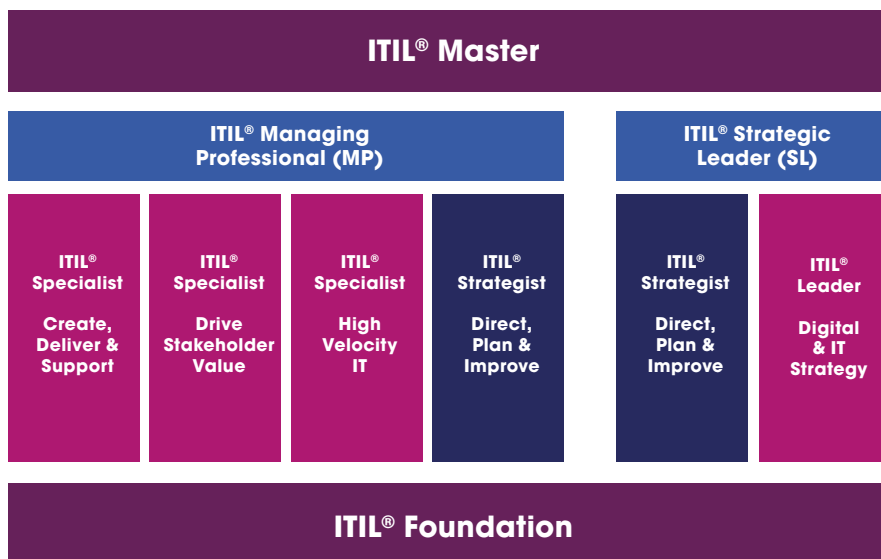 ITIL® Master
ITIL® Managing
Professional (MP)
ITIL® Strategic
Leader (SL)
ITIL®
Specialist
Create,
Deliver &
Support
ITIL®
Specialist
Drive
Stakeholder
Value
ITIL®
Specialist
High
Velocity
IT
ITIL®
Strategist
Direct,
Plan &
Improve
ITIL®
Strategist
Direct,
Plan &
Improve
ITIL®
Leader
Digital
& IT
Strategy
ITIL® Foundation